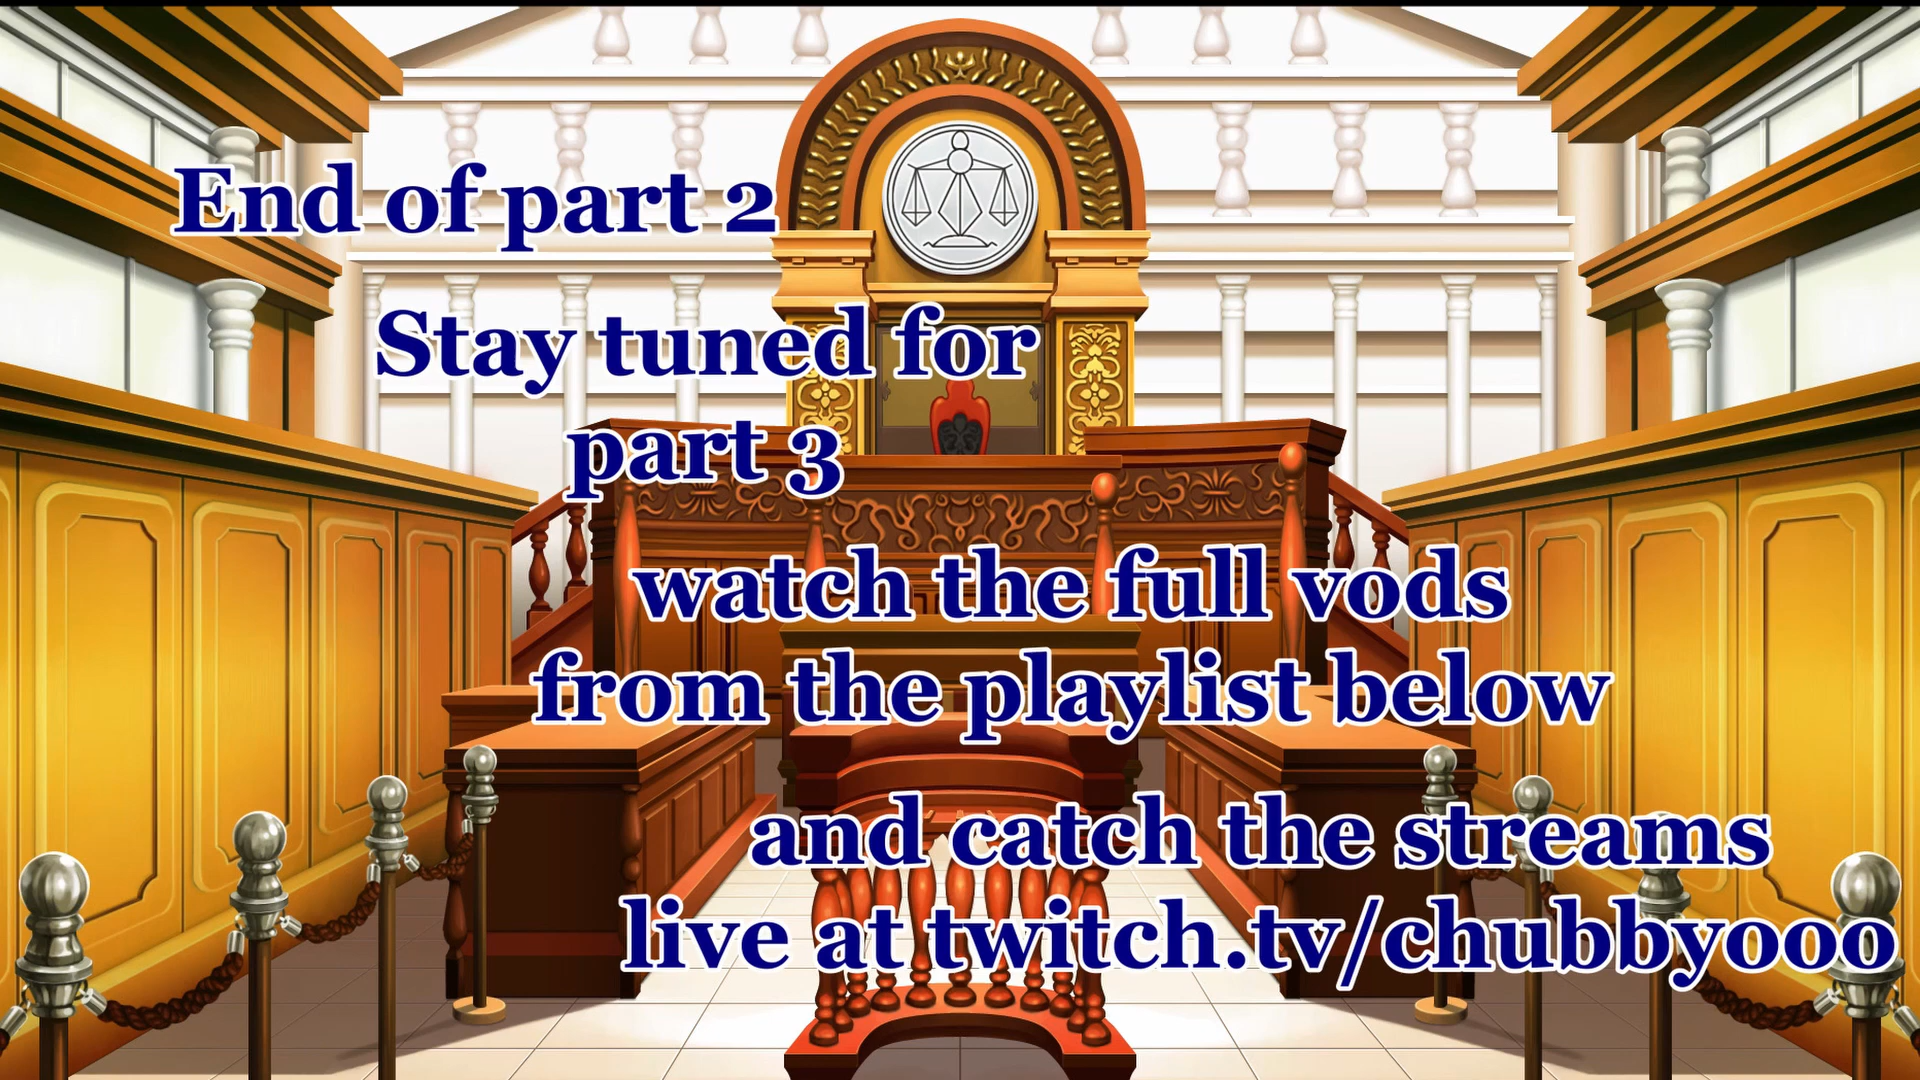 End of part 2
Stay tuned for
part 3
watch the full vods
from the playlist below
and catch the streams
live at twitch.tv/chubbyooo